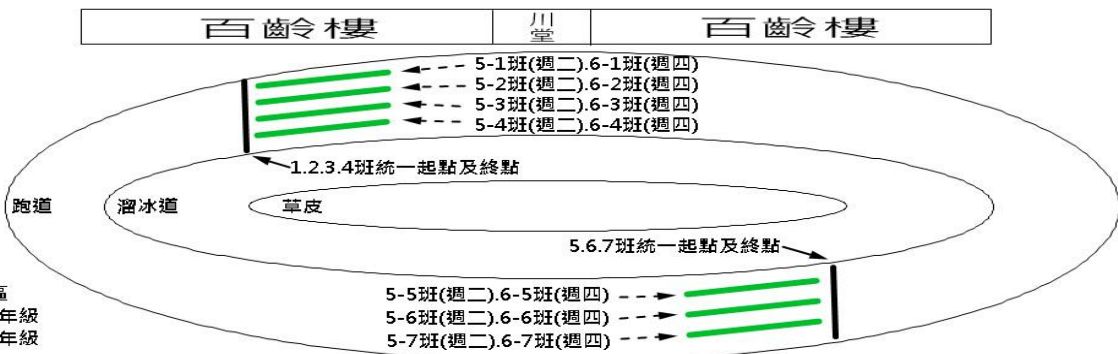 百齡樓 川堂 百齡樓
5-1班(週二).6-1班(週四)
5-2班(週二).6-2班(週四)
5-3班(週二).6-3班(週四)
5-4班(週二).6-4班(週四)
1.2.3.4班統一起點及終點
跑道 溜冰道 草皮
5.6.7班統一起點及終點
5-5班(週二).6-5班(週四)
5-6班(週二).6-6班(週四)
5-7班(週二).6-7班(週四)
區
年級
年級